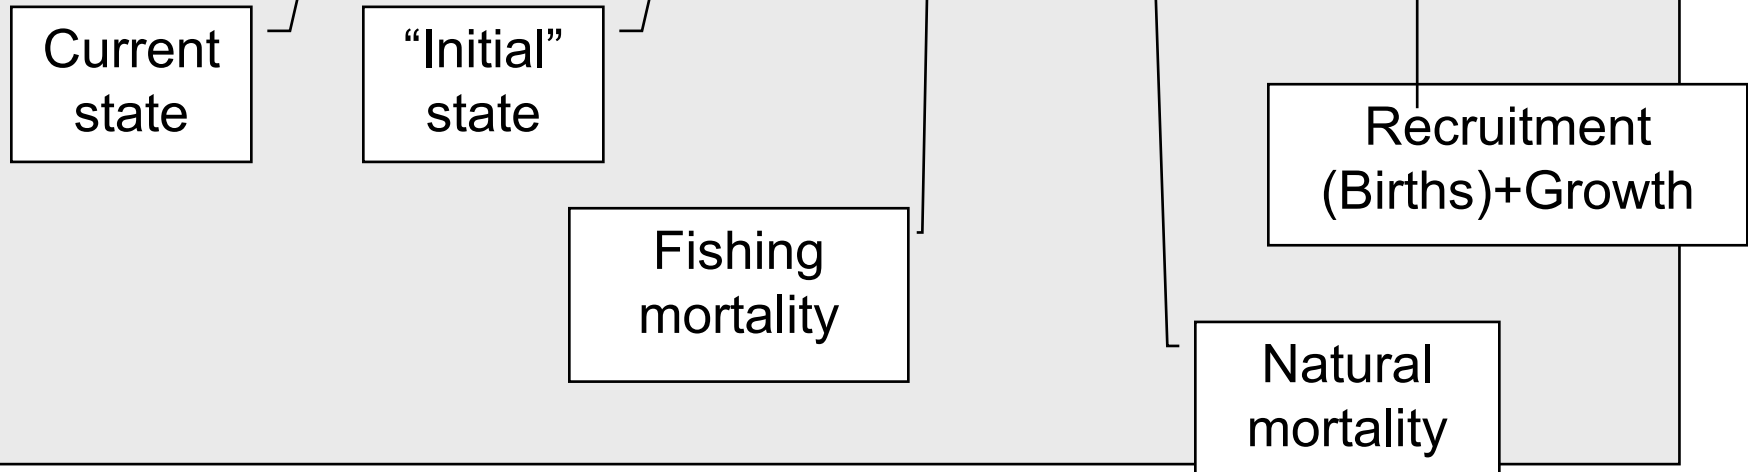 Current
state
“Initial”
state
Recruitment
(Births)+Growth
Fishing
mortality
Natural
mortality